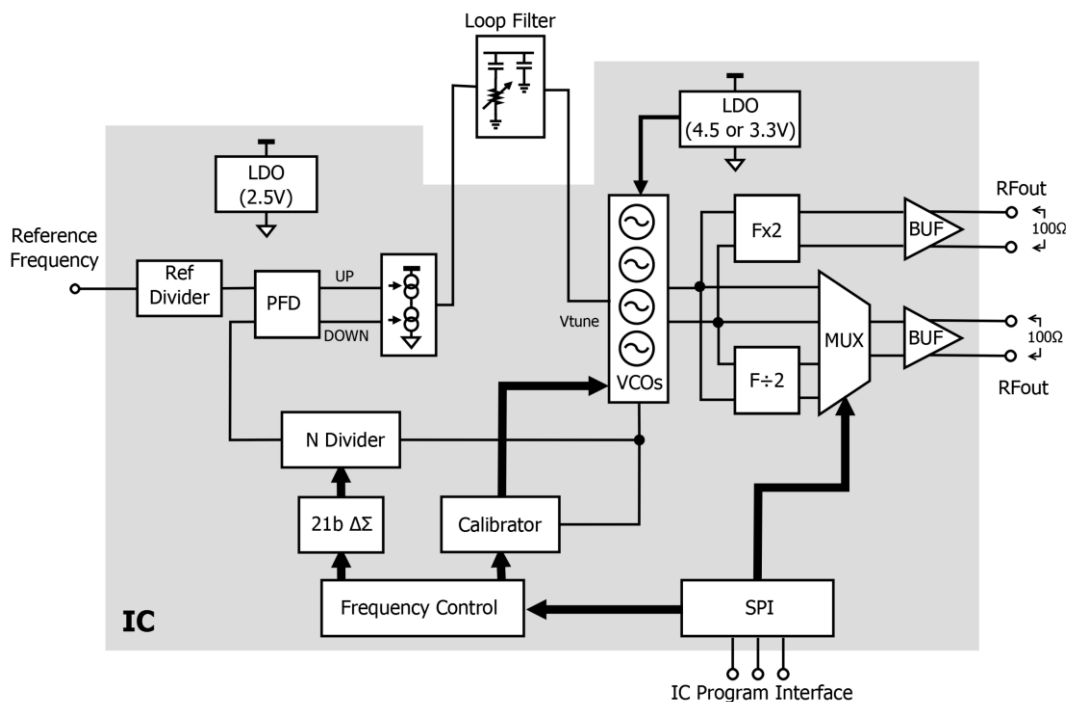 Loop Filter
LDO
(4.5 or 3.3V)
LDO
(2.5V)
RFout
100Ω
Reference
Frequency
Ref
Divider
PFD
UP
DOWN
Vtune
VCOs
Fx2
BUF
MUX
F÷2
BUF
100Ω
RFout
N Divider
21b ΔΣ
Calibrator
Frequency Control
SPI
IC
IC Program Interface